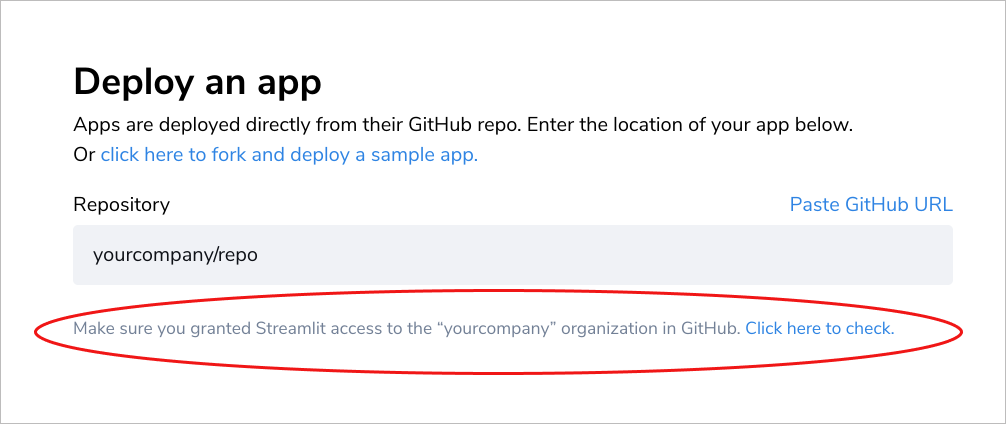 Deploy an app
Apps are deployed directly from their GitHub repo. Enter the location of your app below.
Or click here to fork and deploy a sample app.
Repository
Paste GitHub URL
yourcompany/repo
Make sure you granted Streamlit access to the “yourcompany” organization in GitHub. Click here to check.